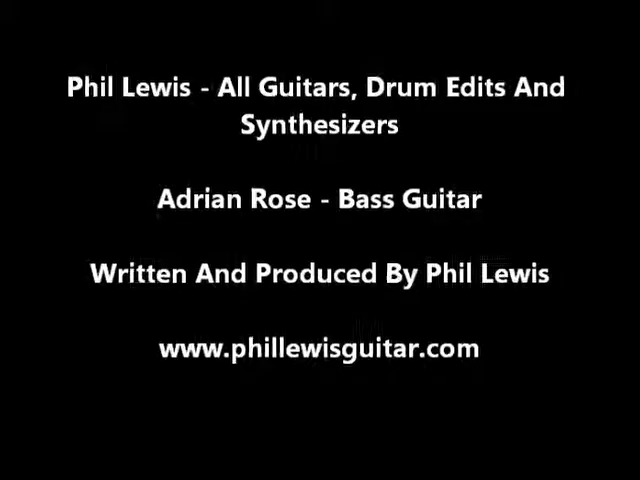 Phil Lewis - All Guitars, Drum Edits And
Synthesizers
Adrian Rose - Bass Guitar
Written And Produced By Phil Lewis
www.phillewisguitar.com